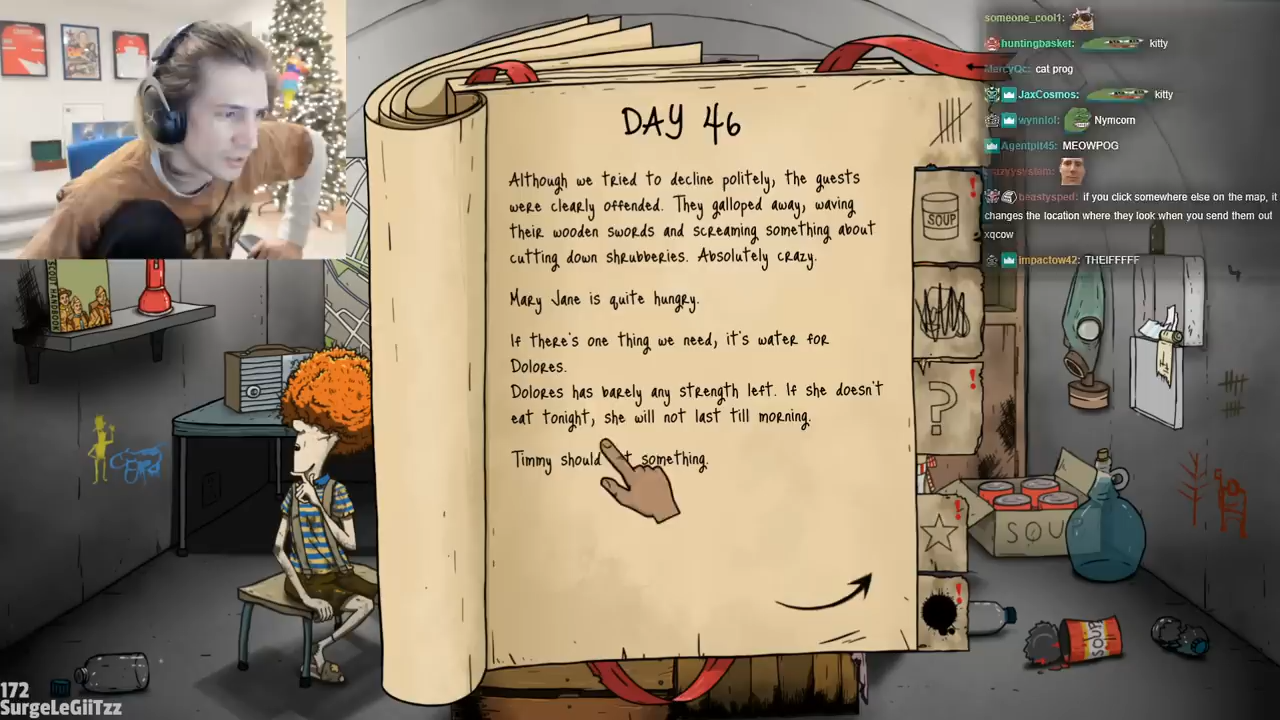 DAY 46
Although we tried to decline politely, the guests
were clearly offended. They galloped away, waving
their wooden swords and screaming something about
cutting down shrubberies. Absolutely crazy.
Mary Jane is quite hungry.
If there's one thing we need, it's water for
Dolores.
Dolores has barely any strength left. If she doesn't
eat tonight, she will not last till morning.
Timmy should something.
SOUP
?
someone_cool1:
huntingbasket: kitty
MercyQc: cat prog
JaxCosmos: kitty
wynnlol: Nymcorn
Agentpit45: MEOWPOG
beastysped: if you click somewhere else on the map, it
changes the location where they look when you send them out
xqcow
impactow42: THEIFFFFF
SCOUT HANDBOOK
SOU
SOUP
172
SurgeLeGiiTzz